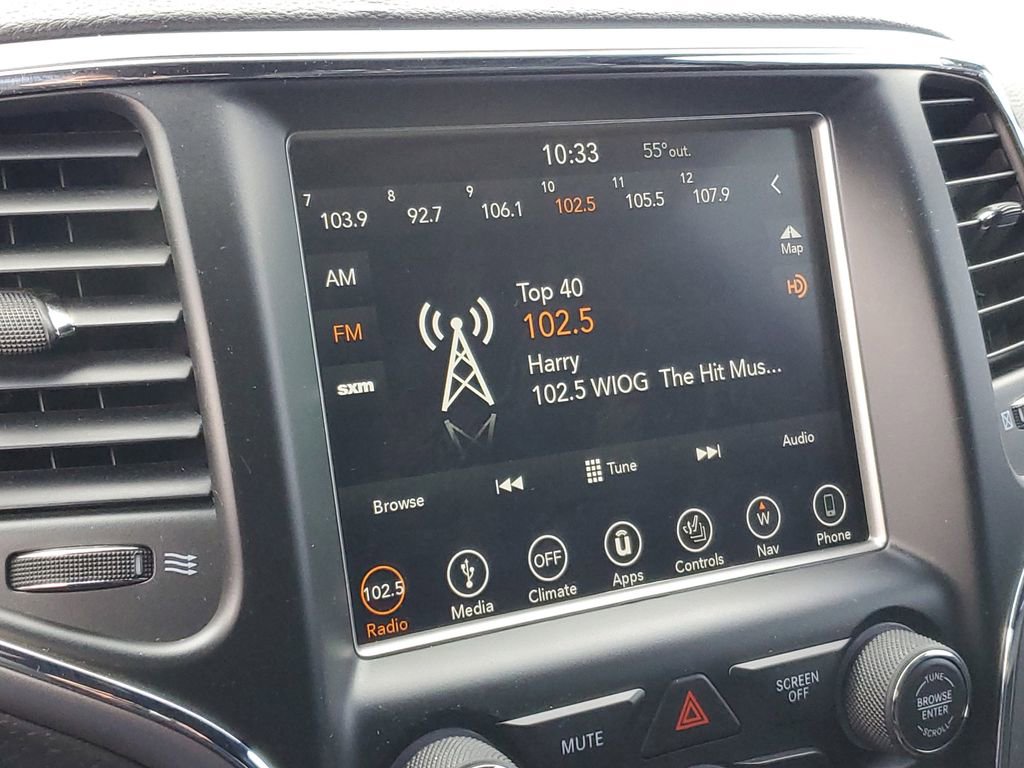 10:33 55° out.
7 103.9 8 92.7 9 106.1 10 102.5 11 105.5 12 107.9
Map
AM
HD
Top 40
102.5
FM
Harry
sxm
102.5 WIOG The Hit Mus...
Browse
Tune
Audio
102.5
OFF
U
W
Radio
Media
Climate
Apps
Controls
Nav
Phone
MUTE
SCREEN
OFF
TUNE
BROWSE
ENTER
SCROLL